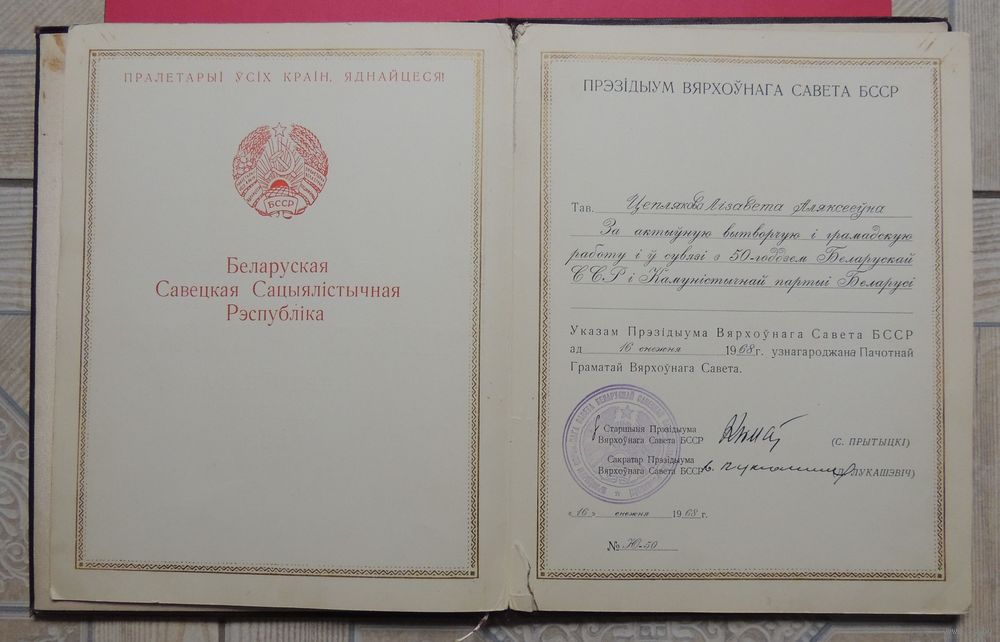 ПРАЛЕТАРЫІ ЎСІХ КРАІН, ЯДНАЙЦЕСЯ!
БССР
Беларуская
Савецкая Сацыялістычная
Рэспубліка
ПРЭЗІДЫУМ ВЯРХОЎНАГА САВЕТА БССР
Тав. Цеплякова Лізавета Аляксееўна
За актыўную вытворчую і грамадскую
работу і ў сувязі з 50-годдзем Беларускай
ССР і Камуністычнай партыі Беларусі
Указам Прэзідыума Вярхоўнага Савета БССР
ад 16 снежня 1968 г. узнагароджана Пачотнай
Граматай Вярхоўнага Савета.
Старшыня Прэзідыума
Вярхоўнага Савета БССР
(С. ПРЫТЫЦКІ)
Сакратар Прэзідыума
Вярхоўнага Савета БССР
ЛУКАШЭВІЧ)
«16» снежня 1968 г.
№ Ю-50